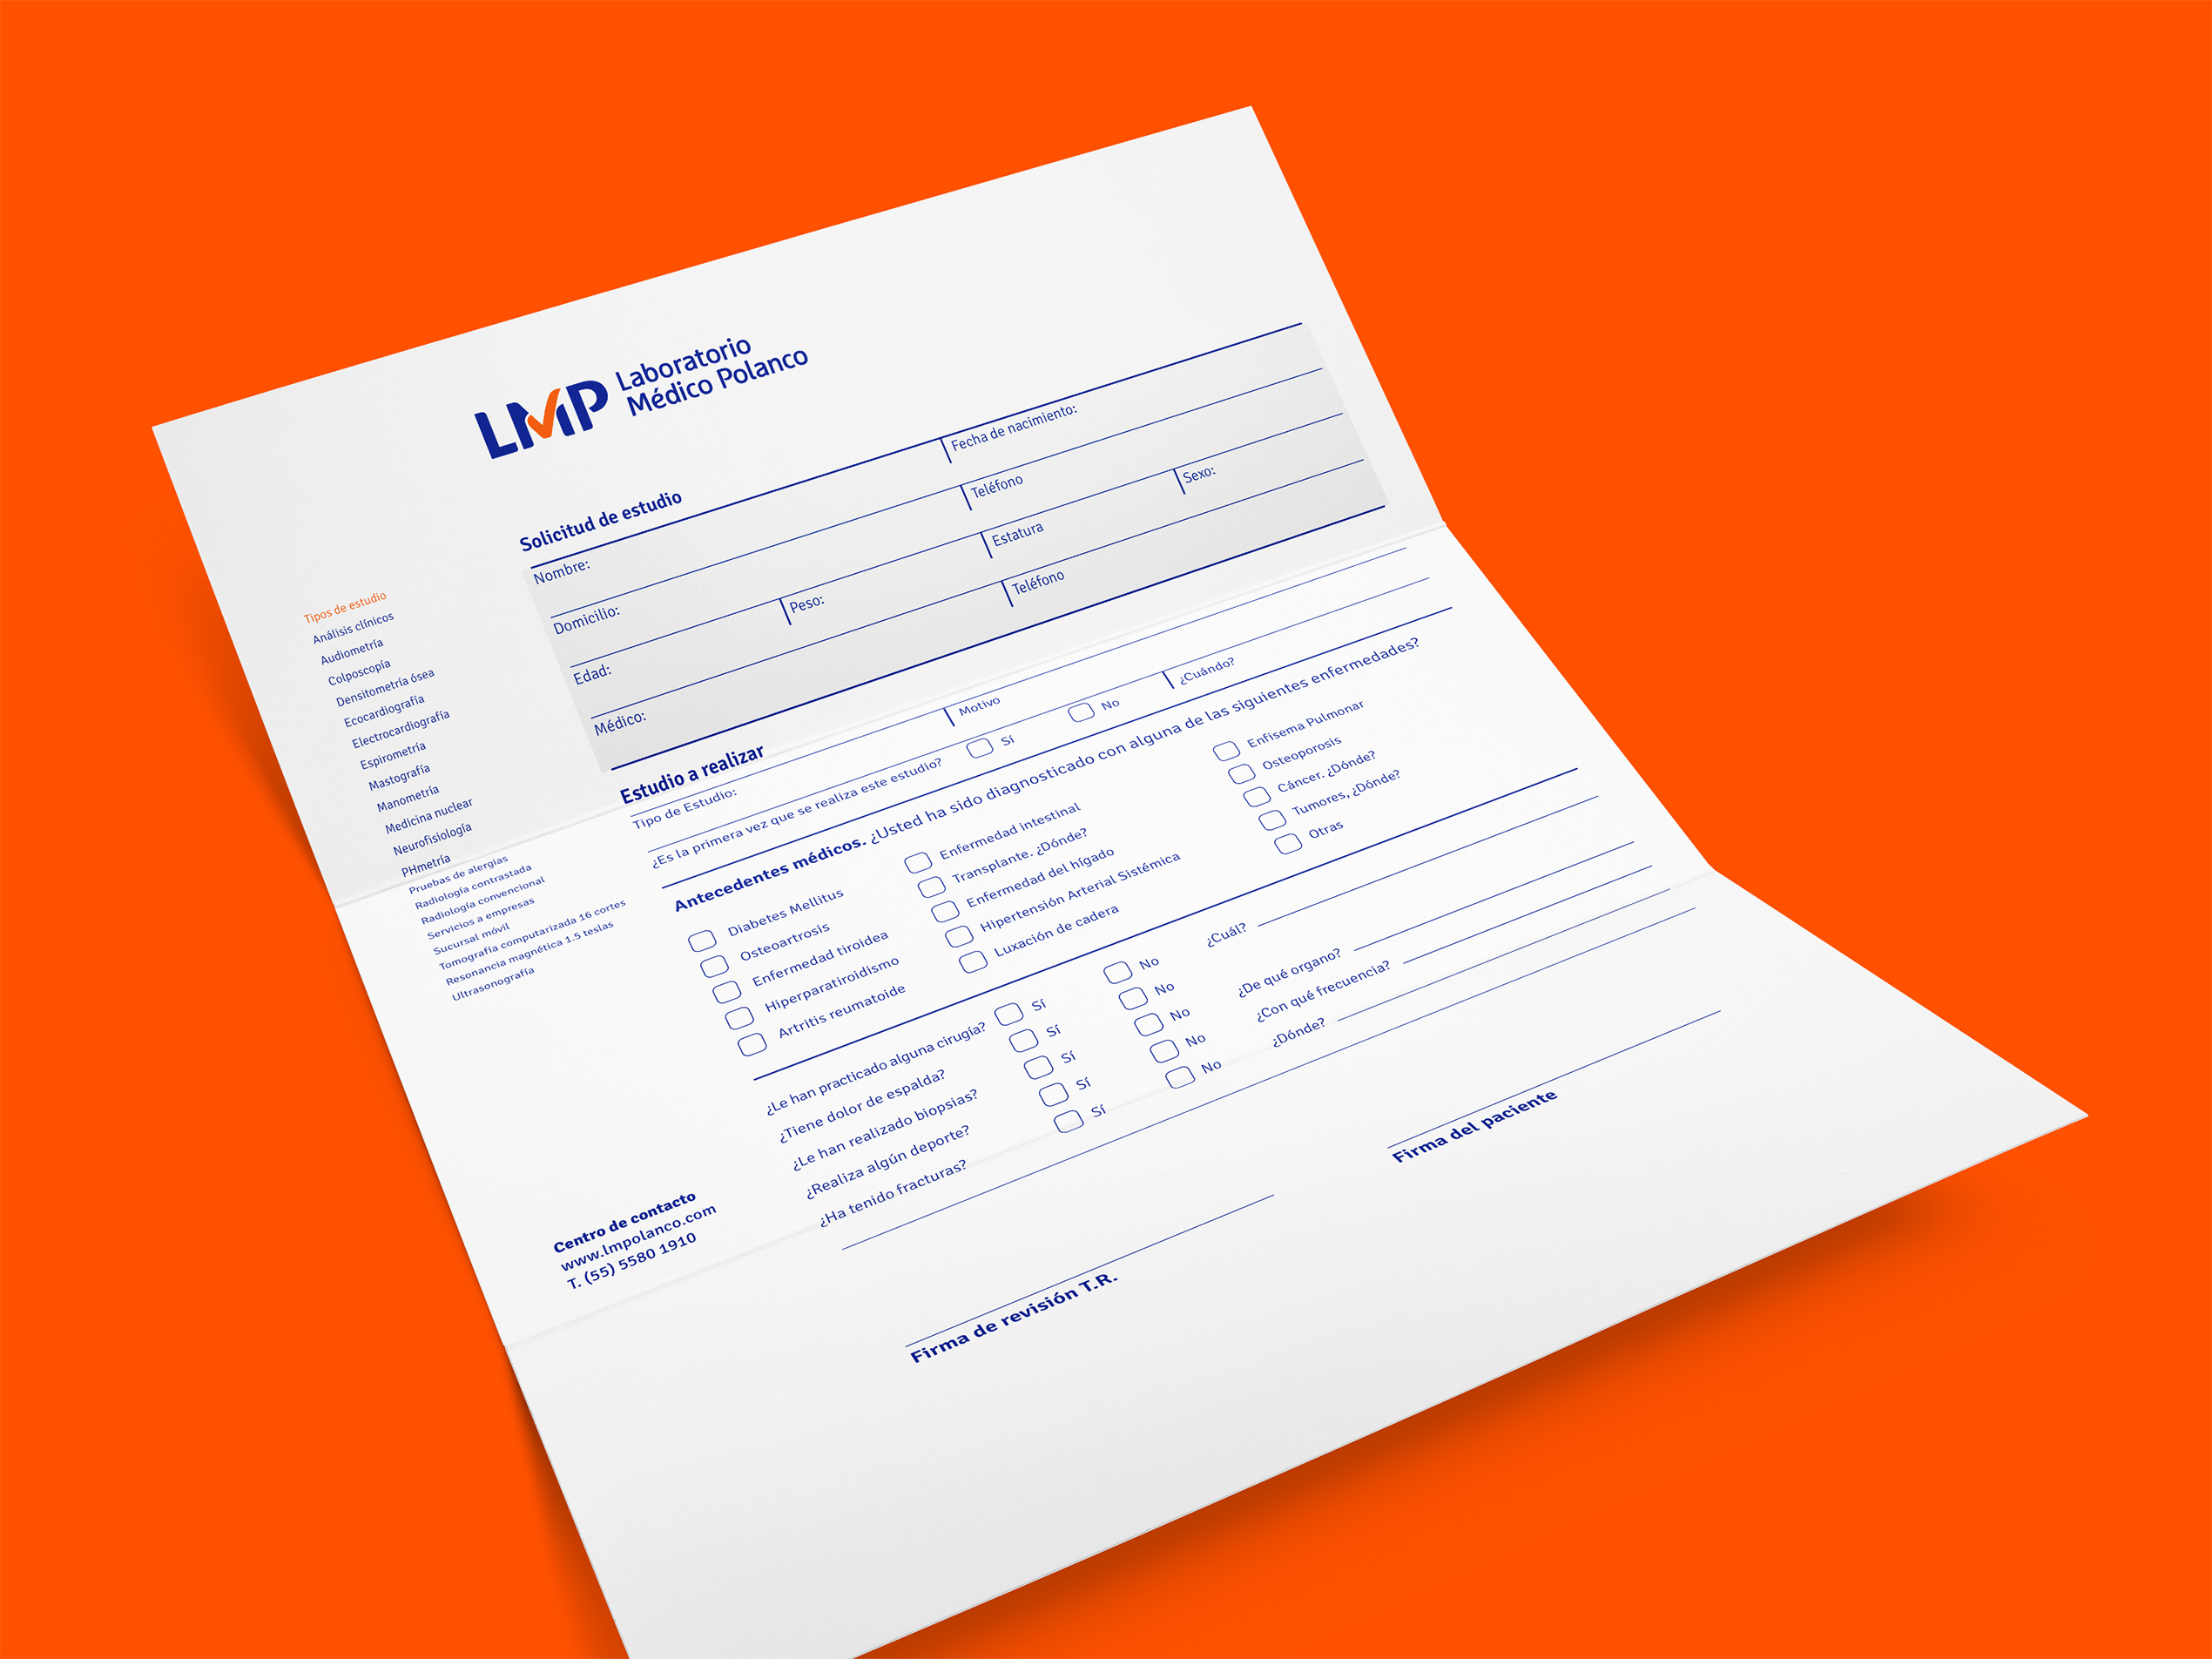 LMP
Laboratorio
Médico Polanco
Solicitud de estudio
Nombre:
Fecha de nacimiento:
Domicilio:
Teléfono
Edad:
Peso:
Estatura
Sexo:
Médico:
Teléfono
Tipos de estudio
Análisis clínicos
Audiometría
Colposcopía
Densitometría ósea
Ecocardiografía
Electrocardiografía
Espirometría
Mastografía
Manometría
Medicina nuclear
Neurofisiología
PHmetría
Pruebas de alergias
Radiología contrastada
Radiología convencional
Servicios a empresas
Sucursal móvil
Tomografía computarizada 16 cortes
Resonancia magnética 1.5 teslas
Ultrasonografía
Estudio a realizar
Tipo de Estudio:
Motivo
¿Es la primera vez que se realiza este estudio?
Sí
No
¿Cuándo?
Antecedentes médicos. ¿Usted ha sido diagnosticado con alguna de las siguientes enfermedades?
Diabetes Mellitus
Osteoartrosis
Enfermedad tiroidea
Hiperparatiroidismo
Artritis reumatoide
Enfermedad intestinal
Transplante. ¿Dónde?
Enfermedad del hígado
Hipertensión Arterial Sistémica
Luxación de cadera
Enfisema Pulmonar
Osteoporosis
Cáncer. ¿Dónde?
Tumores, ¿Dónde?
Otras
¿Le han practicado alguna cirugía?
Sí
No
¿Cuál?
¿Tiene dolor de espalda?
Sí
No
¿Le han realizado biopsias?
Sí
No
¿De qué organo?
¿Realiza algún deporte?
Sí
No
¿Con qué frecuencia?
¿Ha tenido fracturas?
Sí
No
¿Dónde?
Centro de contacto
www.lmpolanco.com
T. (55) 5580 1910
Firma de revisión T.R.
Firma del paciente